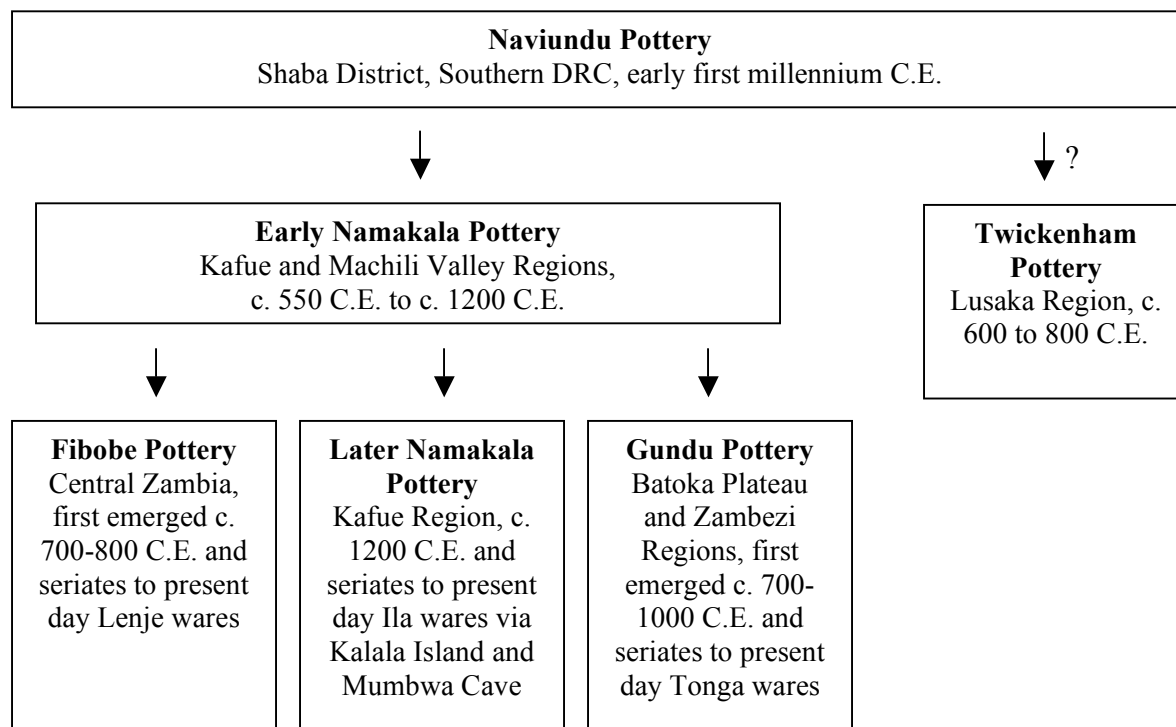 Naviundu Pottery
Shaba District, Southern DRC, early first millennium C.E.
?
Early Namakala Pottery
Kafue and Machili Valley Regions,
c. 550 C.E. to c. 1200 C.E.
Twickenham
Pottery
Lusaka Region, c.
600 to 800 C.E.
Fibobe Pottery
Central Zambia,
first emerged c.
700-800 C.E. and
seriates to present
day Lenje wares
Later Namakala
Pottery
Kafue Region, c.
1200 C.E. and
seriates to present
day Ila wares via
Kalala Island and
Mumbwa Cave
Gundu Pottery
Batoka Plateau
and Zambezi
Regions, first
emerged c. 700-
1000 C.E. and
seriates to present
day Tonga wares